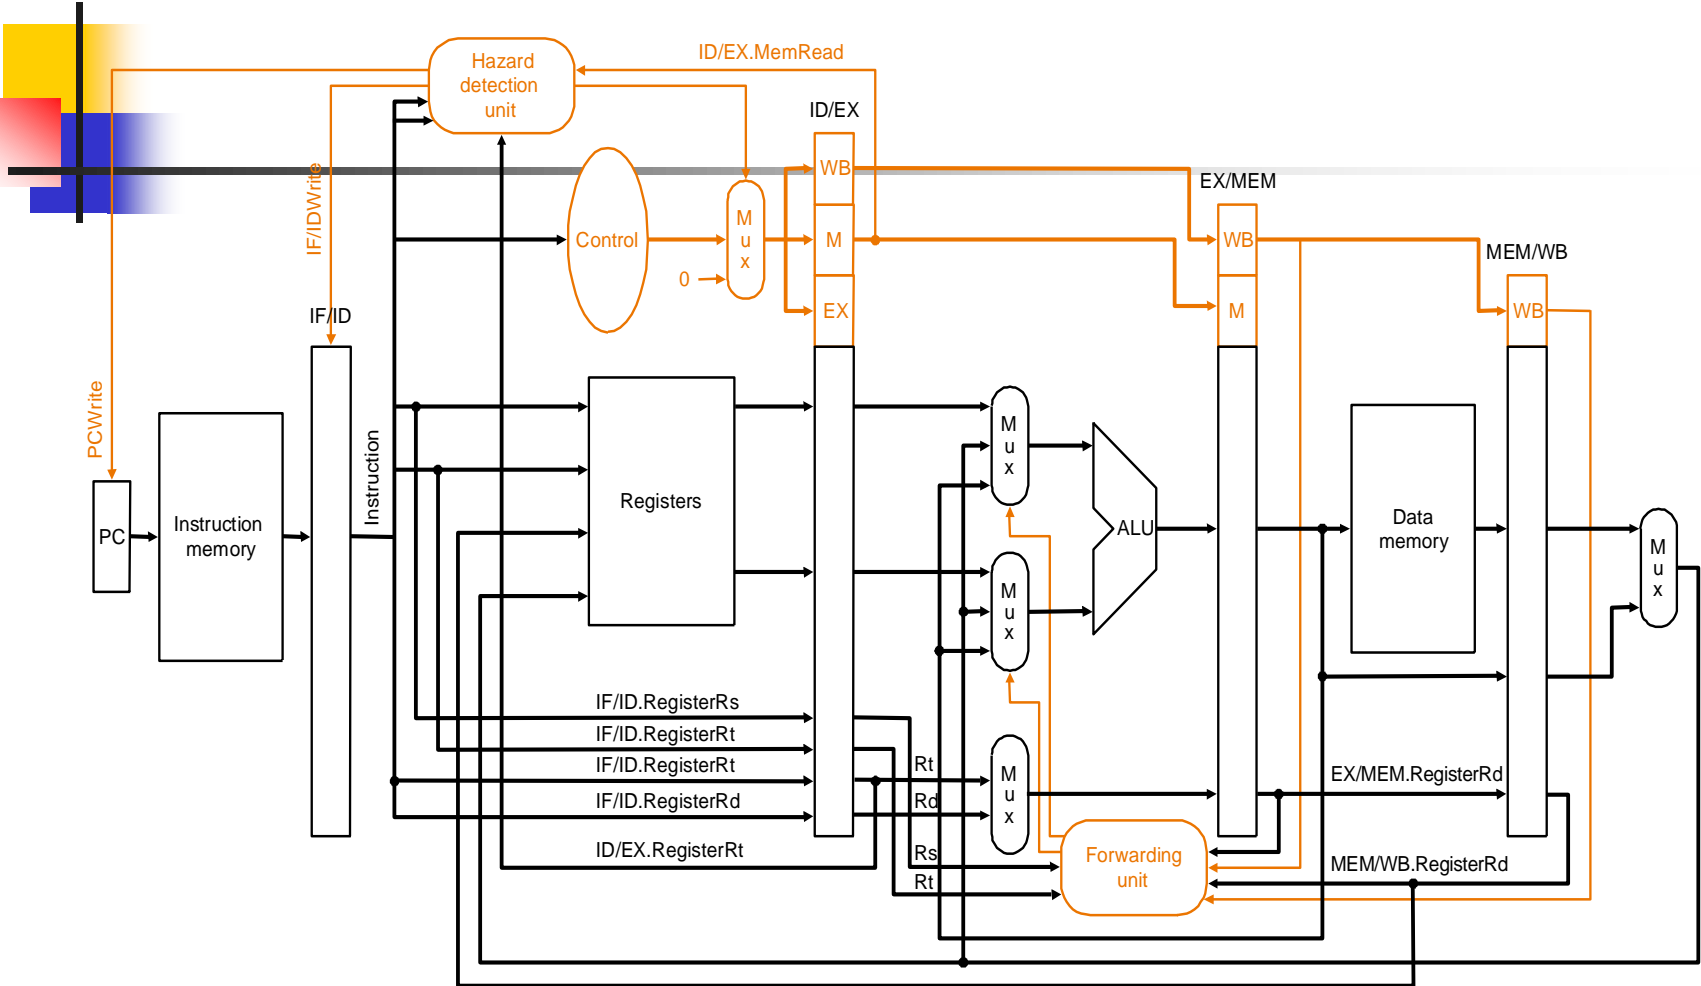 Hazard
detection
unit
ID/EX.MemRead
ID/EX
WB
M
EX
IF/IDWrite
Control
M
u
x
0
EX/MEM
WB
M
MEM/WB
WB
IF/ID
PCWrite
PC
Instruction
memory
Instruction
Registers
M
u
x
M
u
x
ALU
Data
memory
M
u
x
IF/ID.RegisterRs
IF/ID.RegisterRt
IF/ID.RegisterRt
IF/ID.RegisterRd
ID/EX.RegisterRt
Rt
Rd
Rs
Rt
M
u
x
Forwarding
unit
EX/MEM.RegisterRd
MEM/WB.RegisterRd